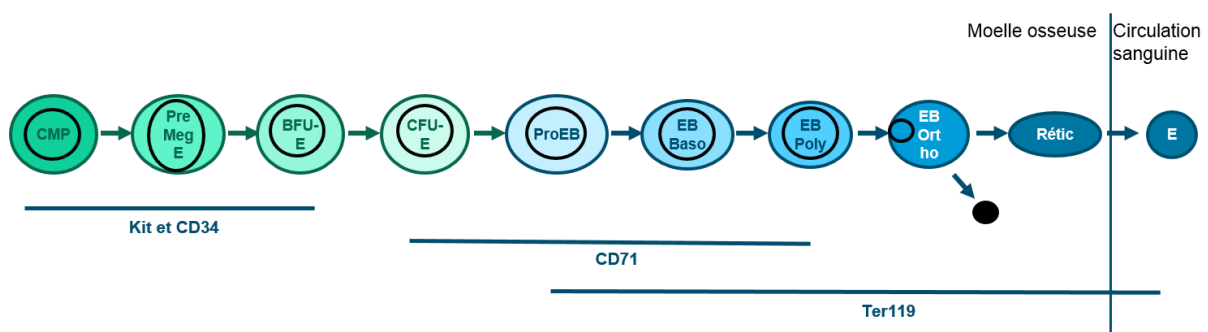 Moelle osseuse
Circulation
sanguine
CMP
Pre
Meg
E
BFU-
E
CFU-
E
ProEB
EB
Baso
EB
Poly
EB
Ort
ho
Rétic
E
Kit et CD34
CD71
Ter119